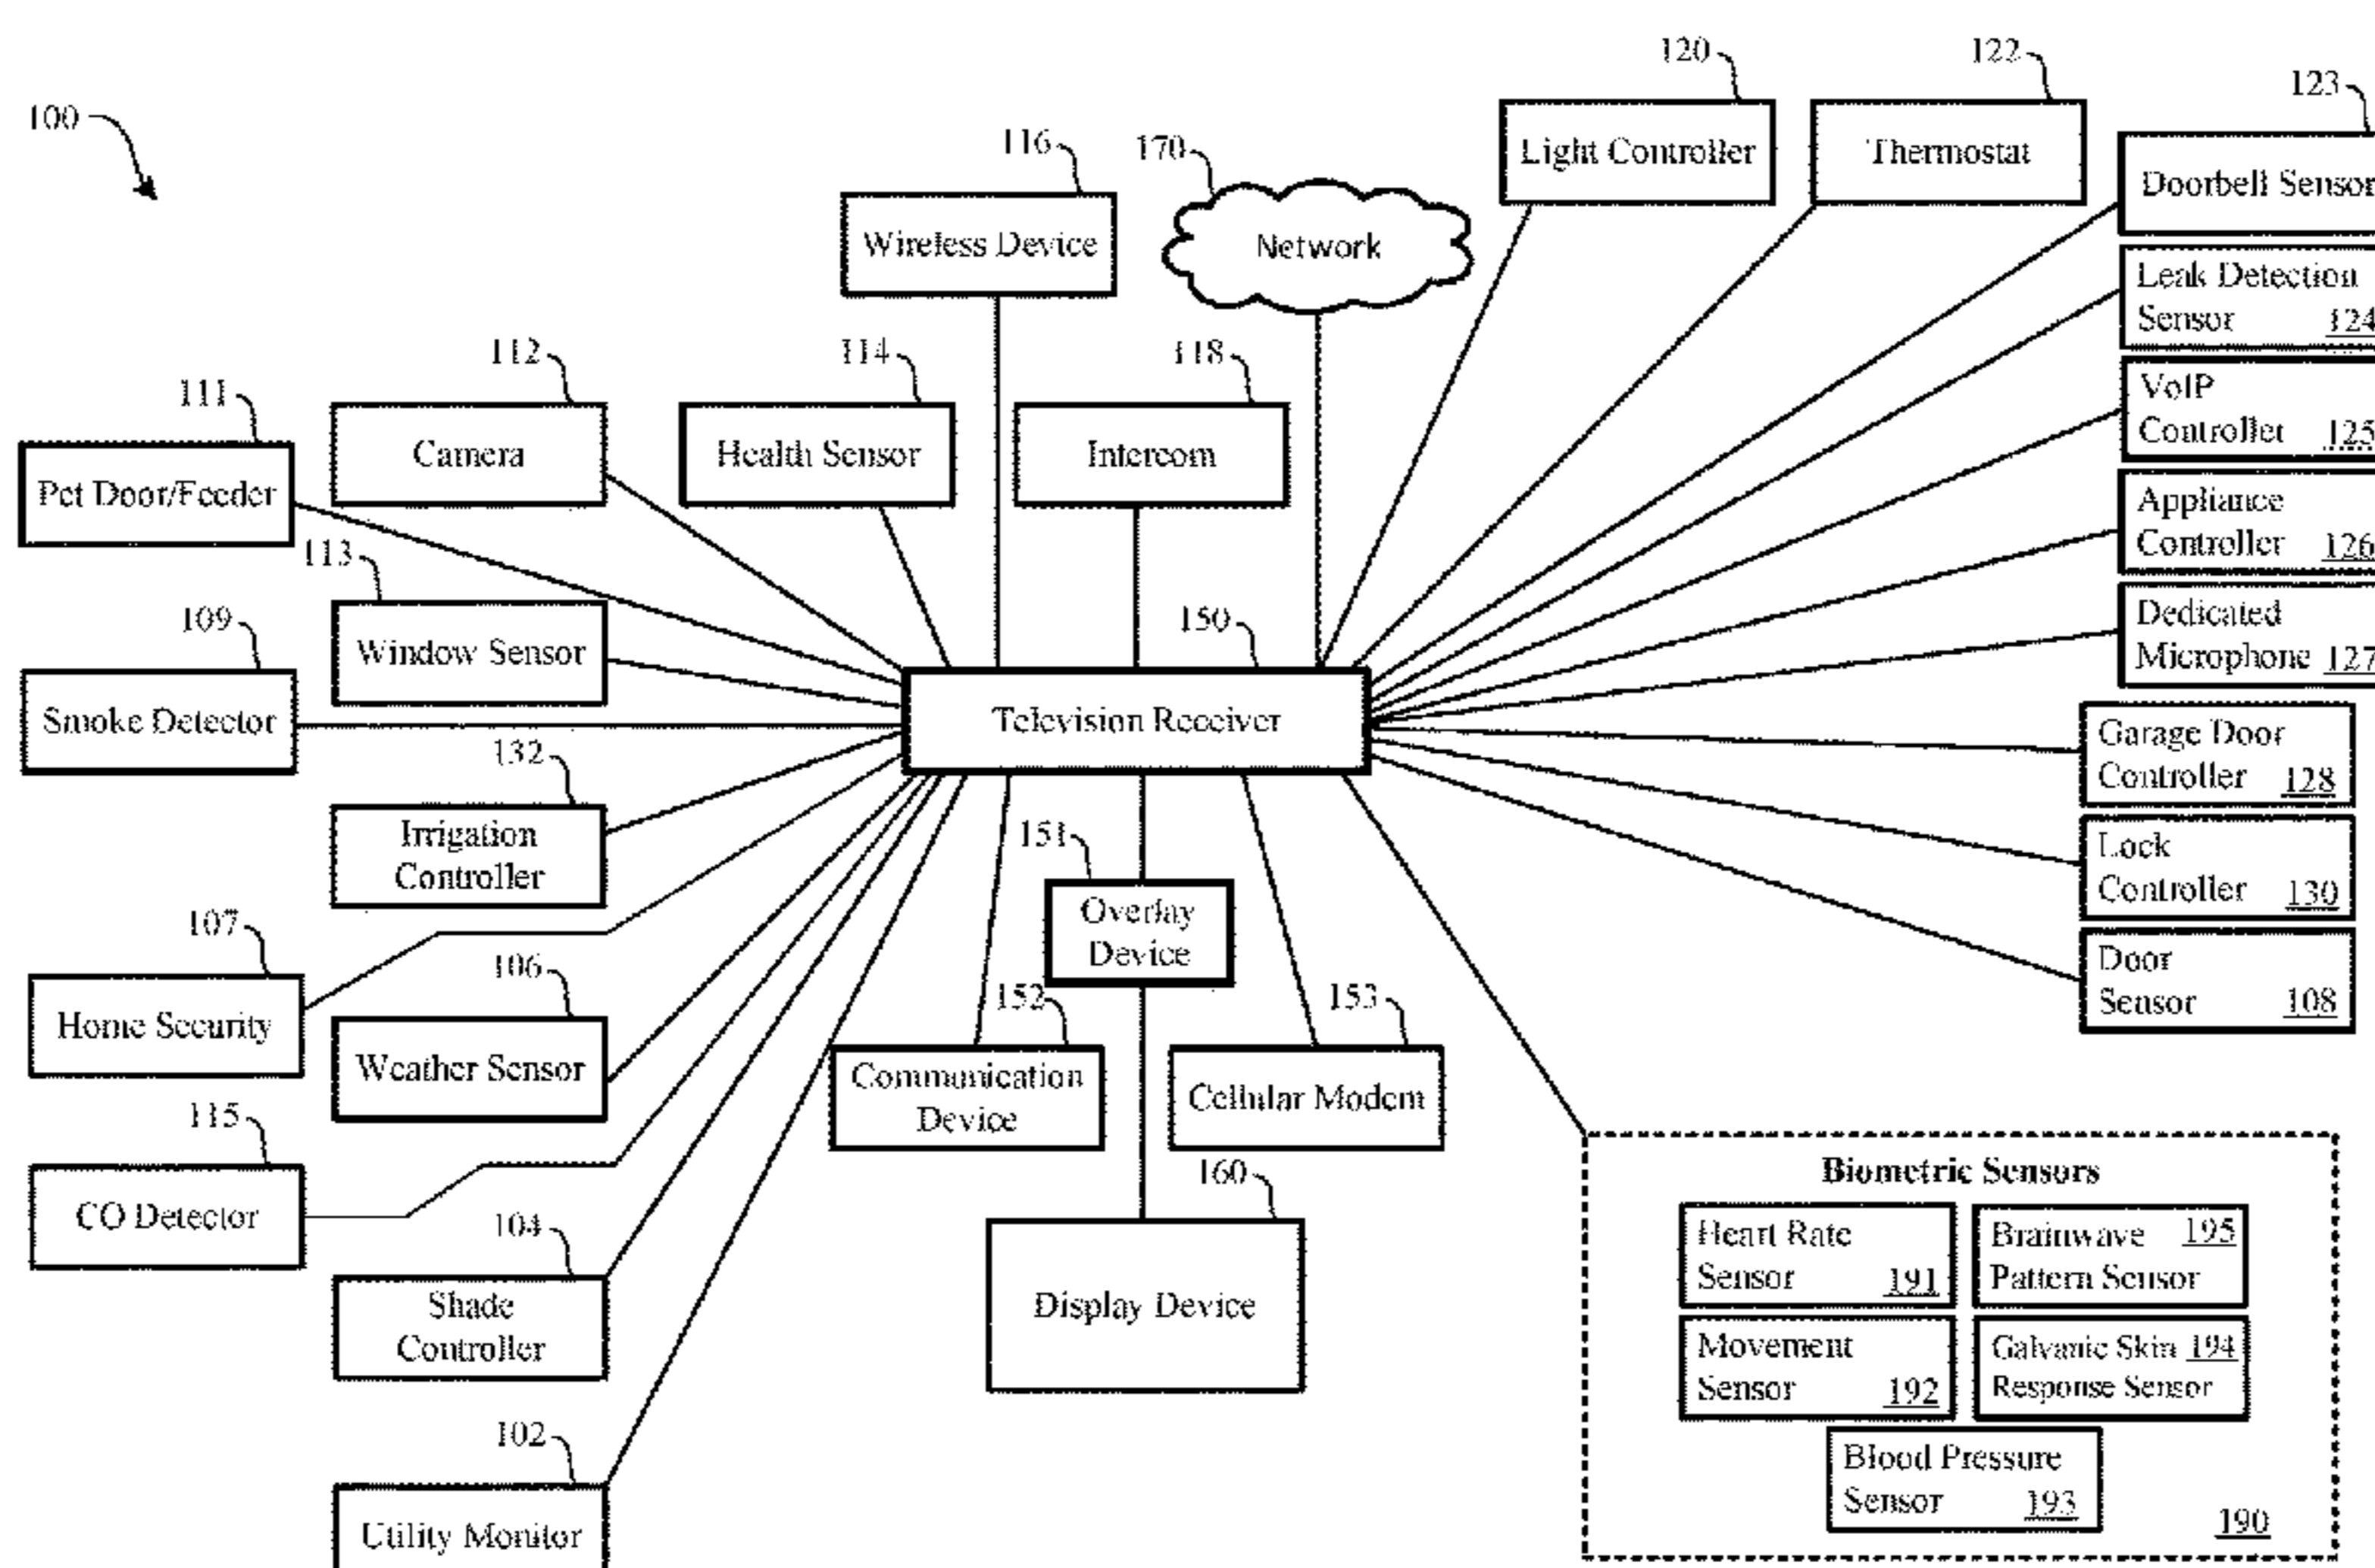 120
122
123
100
116
170
Light Controller
Thermostat
Doorbell Sensor
Wireless Device
Network
Leak Detection
Sensor 124
112
114
118
111
Camera
Health Sensor
Intercom
VoIP
Controller 125
Pet Door/Feeder
113
Appliance
Controller 126
109
Window Sensor
150
Dedicated
Microphone 127
Smoke Detector
Television Receiver
Garage Door
Controller 128
132
Irrigation
Controller
151
Overlay
Device
Lock
Controller 130
107
106
152
153
Door
Sensor 108
Home Security
Weather Sensor
Communication
Device
Cellular Modem
115
CO Detector
160
Biometric Sensors
104
Shade
Controller
Display Device
Heart Rate
Sensor 191
Brainwave 195
Pattern Sensor
Movement
Sensor 192
Galvanic Skin 194
Response Sensor
102
Utility Monitor
Blood Pressure
Sensor 193
190